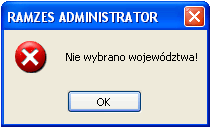 RAMZES ADMINISTRATOR
Nie wybrano województwa!
OK